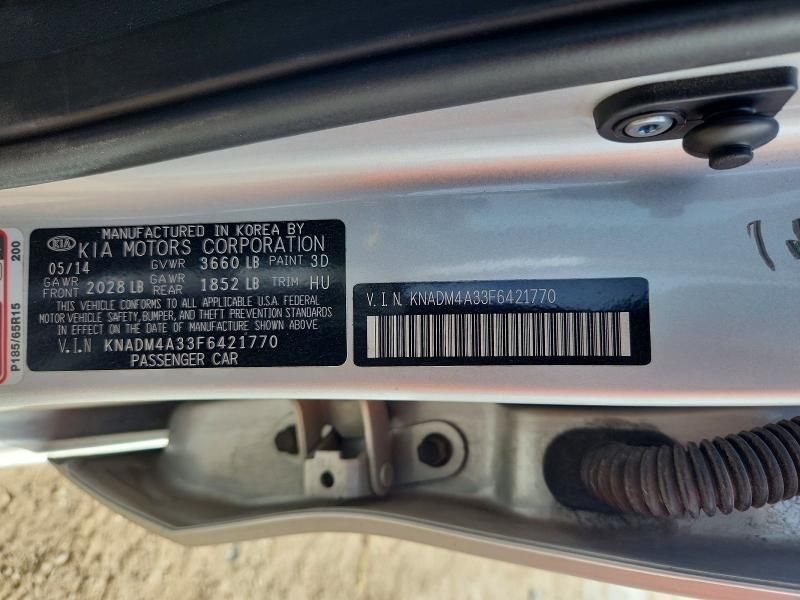 MANUFACTURED IN KOREA BY
KIA KIA MOTORS CORPORATION
05/14 GVWR 3660 LB PAINT 3D
GAWR FRONT 2028 LB GAWR REAR 1852 LB TRIM HU
THIS VEHICLE CONFORMS TO ALL APPLICABLE U.S.A. FEDERAL
MOTOR VEHICLE SAFETY, BUMPER, AND THEFT PREVENTION STANDARDS
IN EFFECT ON THE DATE OF MANUFACTURE SHOWN ABOVE.
V.I.N KNADM4A33F6421770
PASSENGER CAR
V.I.N. KNADM4A33F6421770
P185/65R15 200